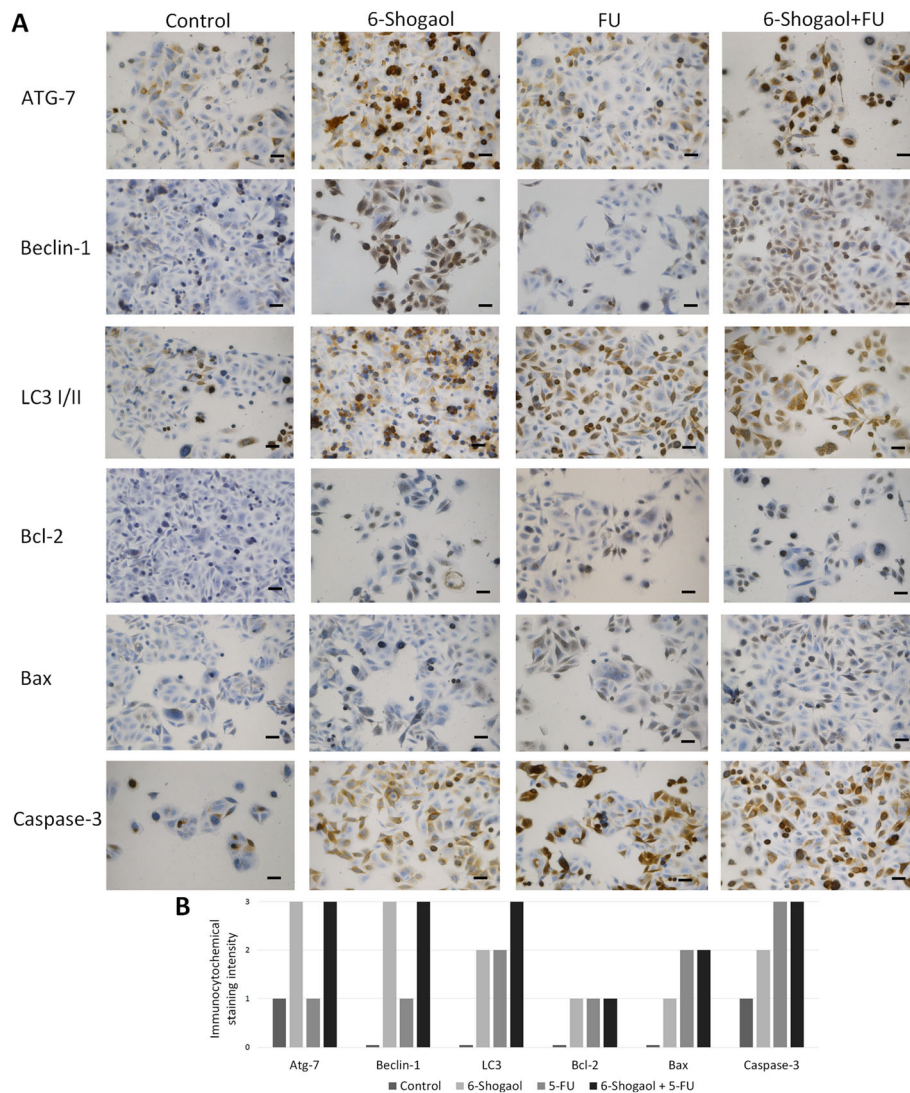 A
Control 6-Shogaol FU 6-Shogaol+FU
ATG-7
Beclin-1
LC3 I/II
Bcl-2
Bax
Caspase-3
B
Immunocytochemical
staining intensity
3
2
1
0
Atg-7 Beclin-1 LC3 Bcl-2 Bax Caspase-3
Control 6-Shogaol 5-FU 6-Shogaol + 5-FU